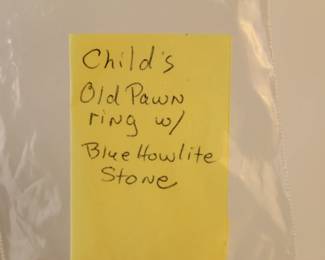 Child's
Old Pawn
ring w/
Blue Howlite
Stone